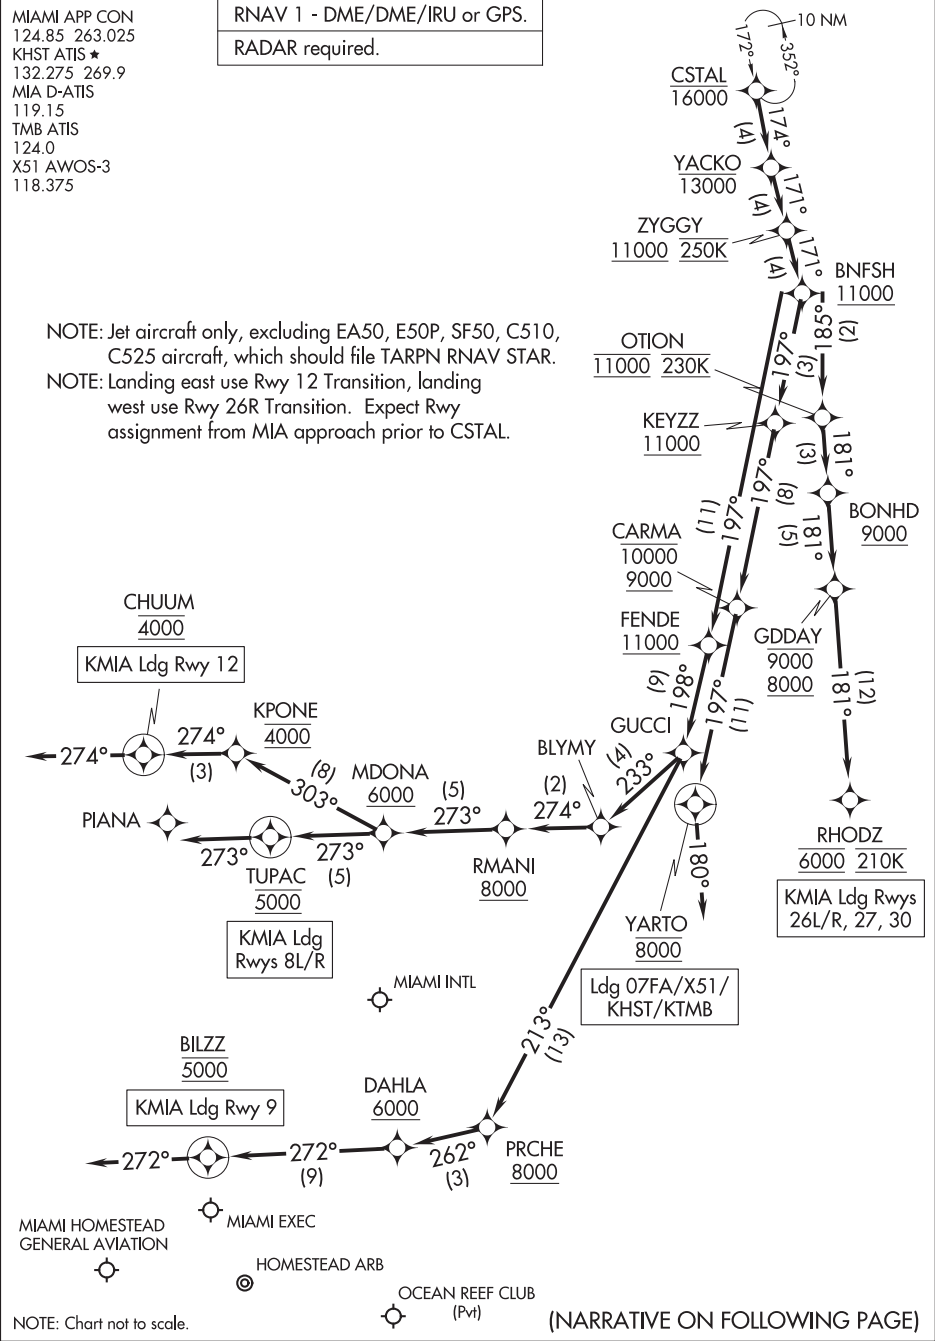 MIAMI APP CON
124.85 263.025
KHST ATIS ★
132.275 269.9
MIA D-ATIS
119.15
TMB ATIS
124.0
X51 AWOS-3
118.375
RNAV 1 - DME/DME/IRU or GPS.
RADAR required.
10 NM
172°
352°
CSTAL
16000
174°
(4)
YACKO
13000
171°
(4)
ZYGGY
11000 250K
171°
(4)
BNFSH
11000
NOTE: Jet aircraft only, excluding EA50, E50P, SF50, C510,
C525 aircraft, which should file TARPN RNAV STAR.
NOTE: Landing east use Rwy 12 Transition, landing
west use Rwy 26R Transition. Expect Rwy
assignment from MIA approach prior to CSTAL.
185°
(2)
197°
(3)
OTION
11000 230K
KEYZZ
11000
181°
(3)
197°
(8)
197°
(11)
BONHD
9000
181°
(5)
CARMA
10000
9000
FENDE
11000
GDDAY
9000
8000
181°
(12)
198°
(9)
197°
(11)
CHUUM
4000
KMIA Ldg Rwy 12
KPONE
4000
274°
274°
(3)
GUCCI
BLYMY
(4)
233°
MDONA
6000
(8)
303°
(5)
273°
(2)
274°
PIANA
273°
TUPAC
5000
273°
(5)
RMANI
8000
KMIA Ldg
Rwys 8L/R
180°
RHODZ
6000 210K
KMIA Ldg Rwys
26L/R, 27, 30
YARTO
8000
Ldg 07FA/X51/
KHST/KTMB
MIAMI INTL
213°
(13)
BILZZ
5000
KMIA Ldg Rwy 9
DAHLA
6000
272°
272°
(9)
262°
(3)
PRCHE
8000
MIAMI EXEC
MIAMI HOMESTEAD
GENERAL AVIATION
HOMESTEAD ARB
OCEAN REEF CLUB
(Pvt)
NOTE: Chart not to scale.
(NARRATIVE ON FOLLOWING PAGE)